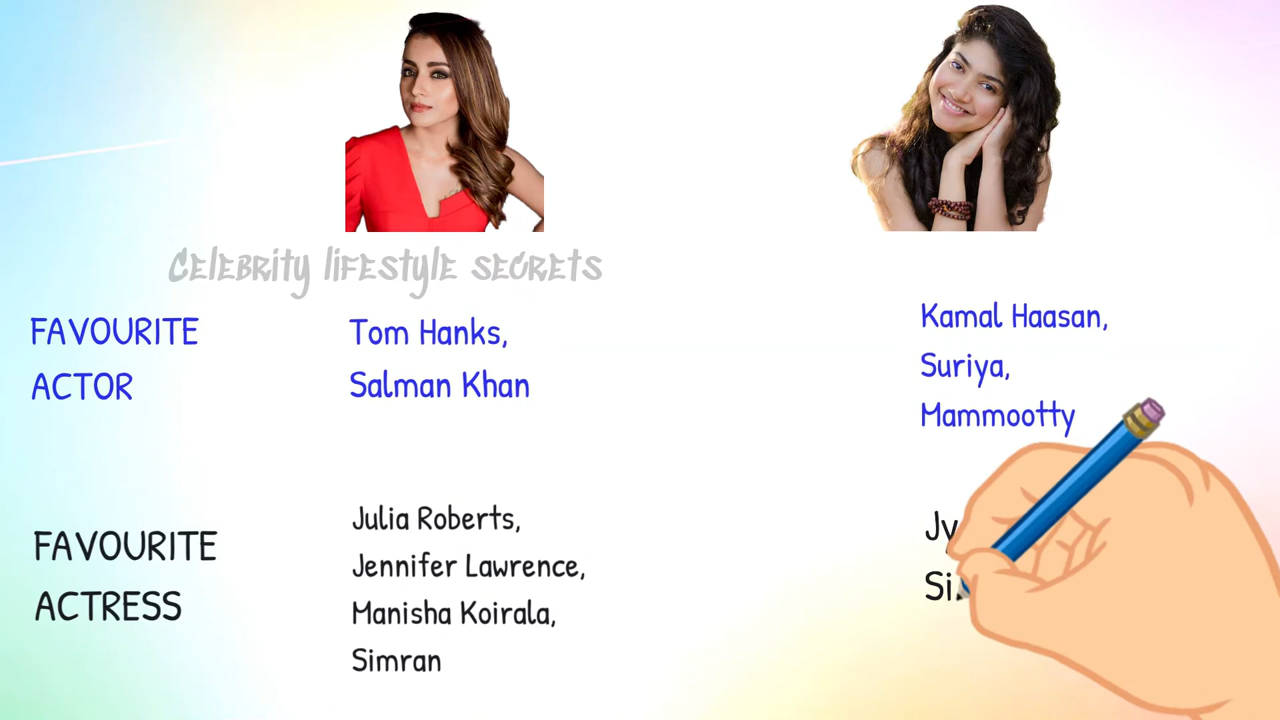 Celebrity lifestyle secrets
FAVOURITE
ACTOR
Tom Hanks,
Salman Khan
Kamal Haasan,
Suriya,
Mammootty
FAVOURITE
ACTRESS
Julia Roberts,
Jennifer Lawrence,
Manisha Koirala,
Simran